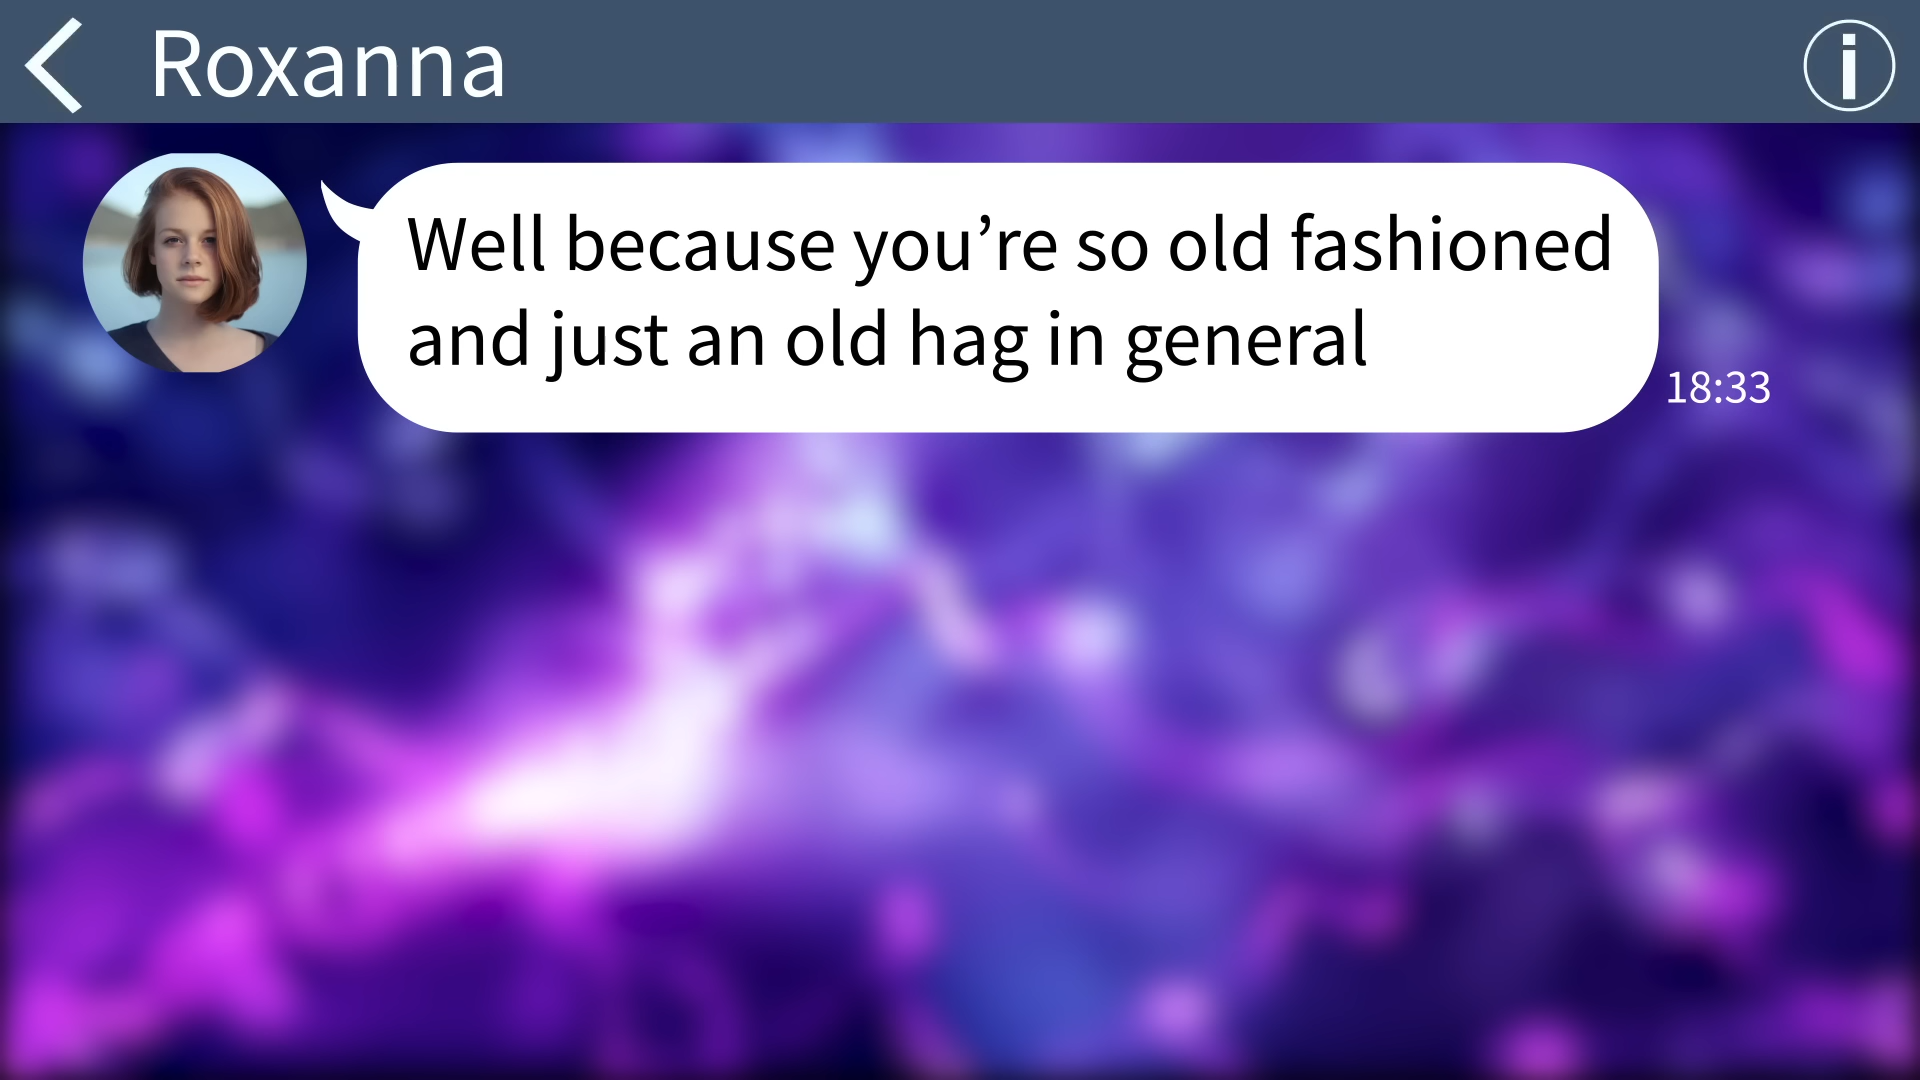 Roxanna
Well because you’re so old fashioned
and just an old hag in general
18:33